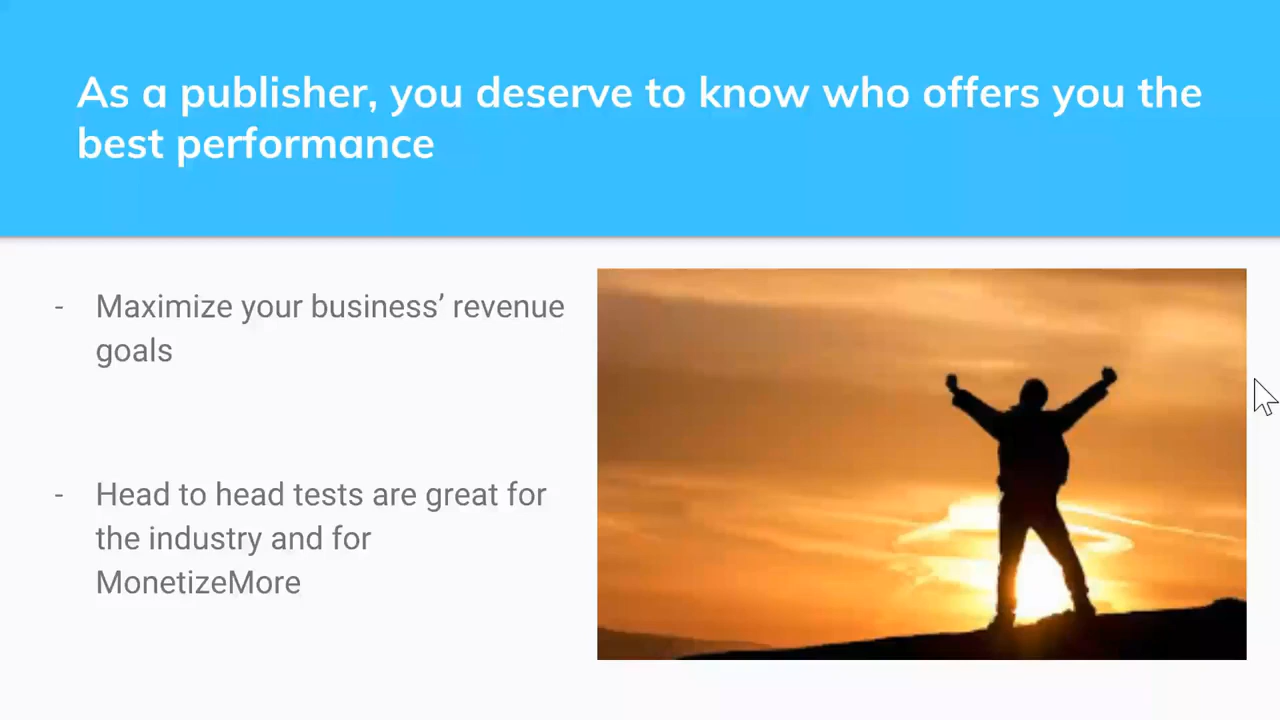 As a publisher, you deserve to know who offers you the
best performance
- Maximize your business’ revenue
goals
- Head to head tests are great for
the industry and for
MonetizeMore